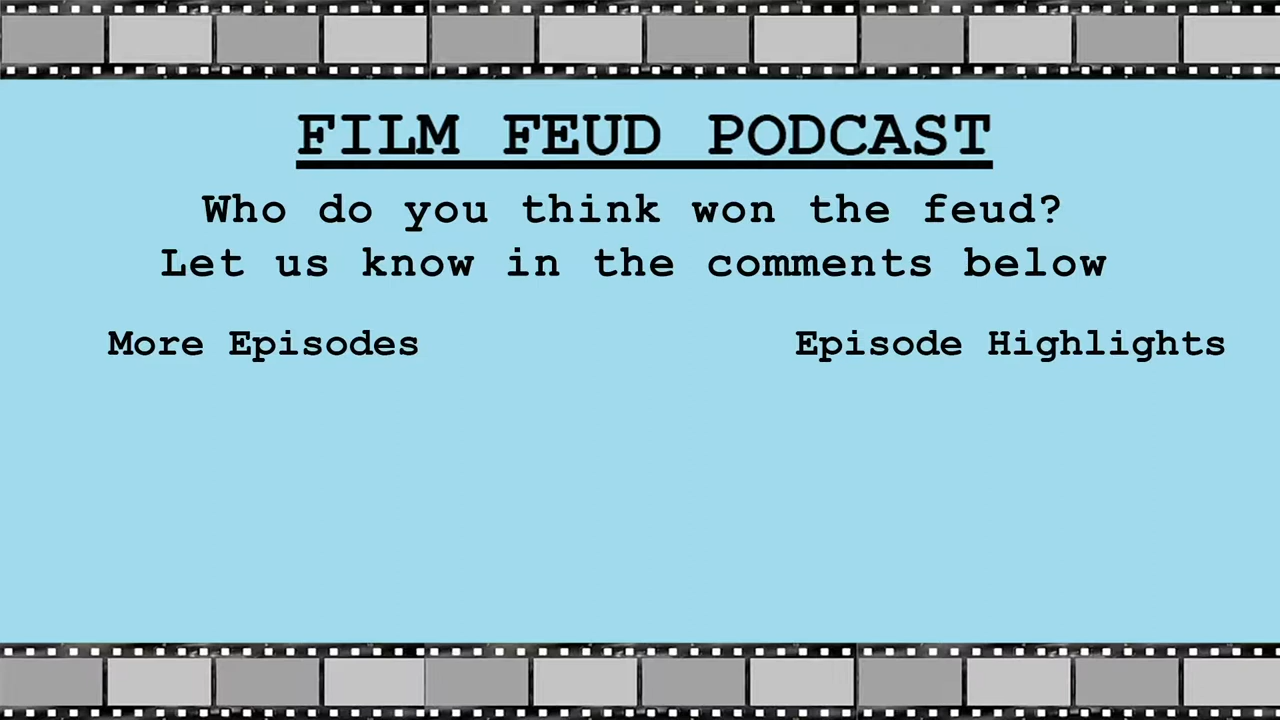 FILM FEUD PODCAST
Who do you think won the feud?
Let us know in the comments below
More Episodes
Episode Highlights